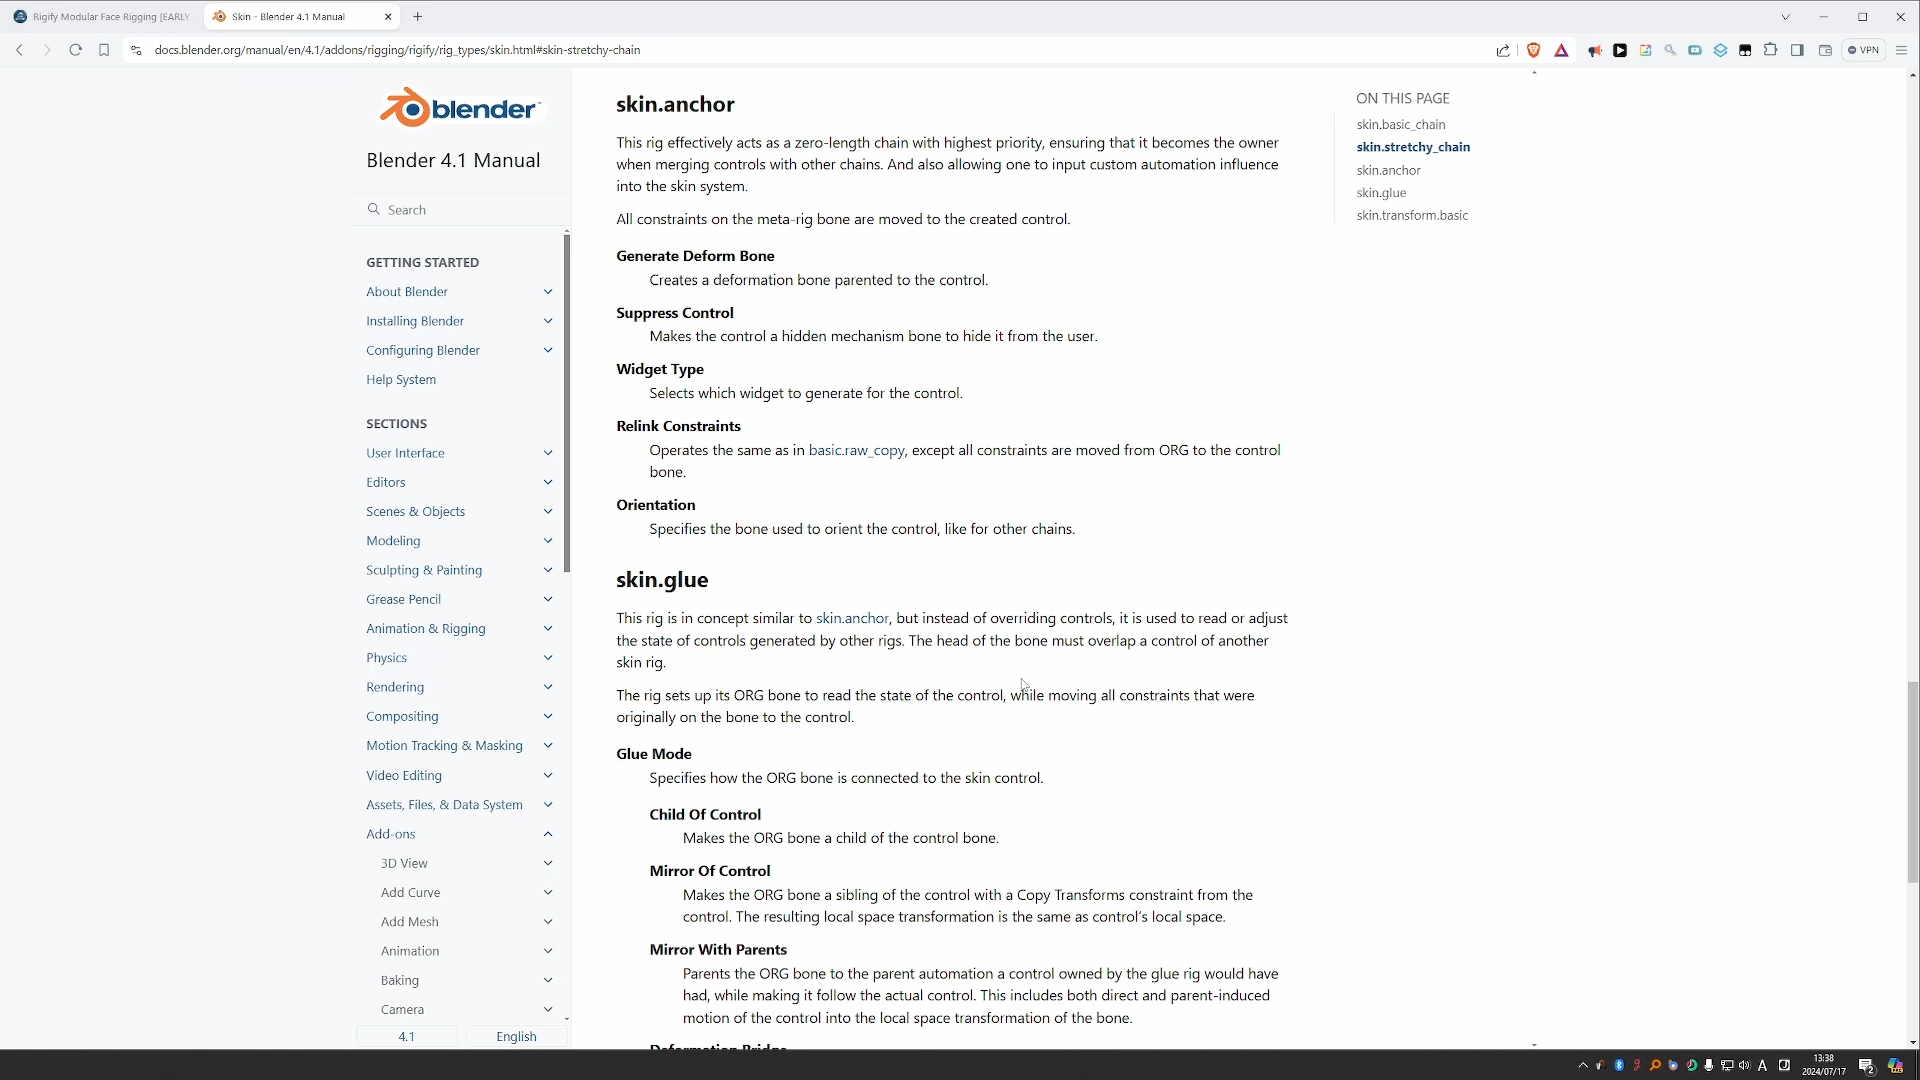 Rigify Modular Face Rigging [EARLY
Skin - Blender 4.1 Manual
docs.blender.org/manual/en/4.1/addons/rigging/rigify/rig_types/skin.html#skin-stretchy-chain
VPN
blender
Blender 4.1 Manual
Search
GETTING STARTED
About Blender
Installing Blender
Configuring Blender
Help System
SECTIONS
User Interface
Editors
Scenes & Objects
Modeling
Sculpting & Painting
Grease Pencil
Animation & Rigging
Physics
Rendering
Compositing
Motion Tracking & Masking
Video Editing
Assets, Files, & Data System
Add-ons
3D View
Add Curve
Add Mesh
Animation
Baking
Camera
4.1
English
skin.anchor
This rig effectively acts as a zero-length chain with highest priority, ensuring that it becomes the owner
when merging controls with other chains. And also allowing one to input custom automation influence
into the skin system.
All constraints on the meta-rig bone are moved to the created control.
Generate Deform Bone
Creates a deformation bone parented to the control.
Suppress Control
Makes the control a hidden mechanism bone to hide it from the user.
Widget Type
Selects which widget to generate for the control.
Relink Constraints
Operates the same as in basic.raw_copy, except all constraints are moved from ORG to the control
bone.
Orientation
Specifies the bone used to orient the control, like for other chains.
skin.glue
This rig is in concept similar to skin.anchor, but instead of overriding controls, it is used to read or adjust
the state of controls generated by other rigs. The head of the bone must overlap a control of another
skin rig.
The rig sets up its ORG bone to read the state of the control, while moving all constraints that were
originally on the bone to the control.
Glue Mode
Specifies how the ORG bone is connected to the skin control.
Child Of Control
Makes the ORG bone a child of the control bone.
Mirror Of Control
Makes the ORG bone a sibling of the control with a Copy Transforms constraint from the
control. The resulting local space transformation is the same as control's local space.
Mirror With Parents
Parents the ORG bone to the parent automation a control owned by the glue rig would have
had, while making it follow the actual control. This includes both direct and parent-induced
motion of the control into the local space transformation of the bone.
Deformation Bridge
ON THIS PAGE
skin.basic_chain
skin.stretchy_chain
skin.anchor
skin.glue
skin.transform.basic
A
13:38
2024/07/17
2